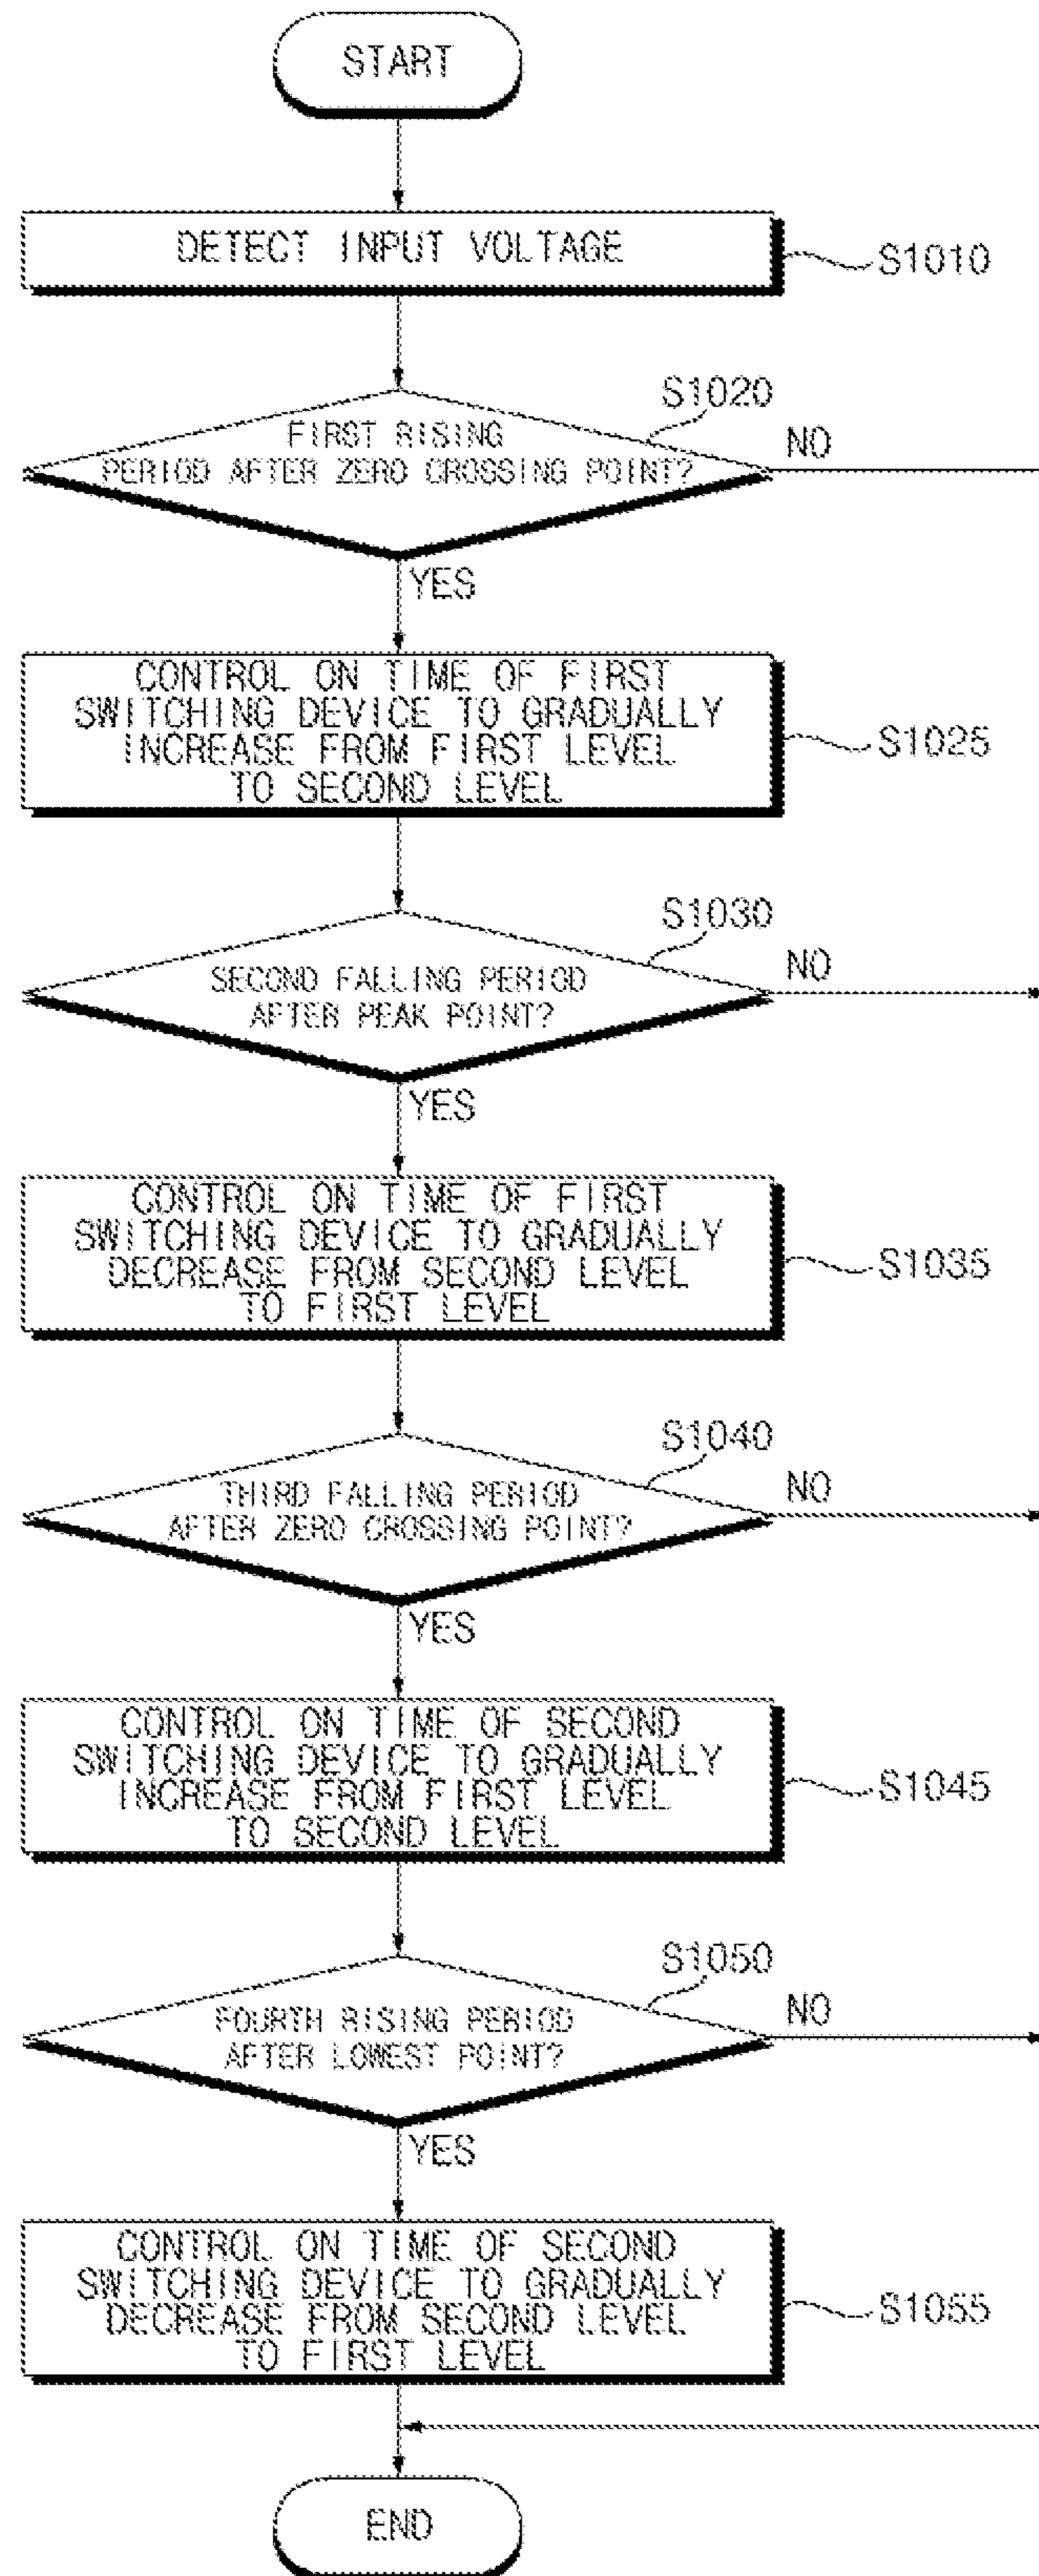 START
DETECT INPUT VOLTAGE
S1010
S1020
FIRST RISING
PERIOD AFTER ZERO CROSSING POINT?
NO
YES
CONTROL ON TIME OF FIRST
SWITCHING DEVICE TO GRADUALLY
INCREASE FROM FIRST LEVEL
TO SECOND LEVEL
S1025
S1030
SECOND FALLING PERIOD
AFTER PEAK POINT?
NO
YES
CONTROL ON TIME OF FIRST
SWITCHING DEVICE TO GRADUALLY
DECREASE FROM SECOND LEVEL
TO FIRST LEVEL
S1035
S1040
THIRD FALLING PERIOD
AFTER ZERO CROSSING POINT?
NO
YES
CONTROL ON TIME OF SECOND
SWITCHING DEVICE TO GRADUALLY
INCREASE FROM FIRST LEVEL
TO SECOND LEVEL
S1045
S1050
FOURTH RISING PERIOD
AFTER LOWEST POINT?
NO
YES
CONTROL ON TIME OF SECOND
SWITCHING DEVICE TO GRADUALLY
DECREASE FROM SECOND LEVEL
TO FIRST LEVEL
S1055
END